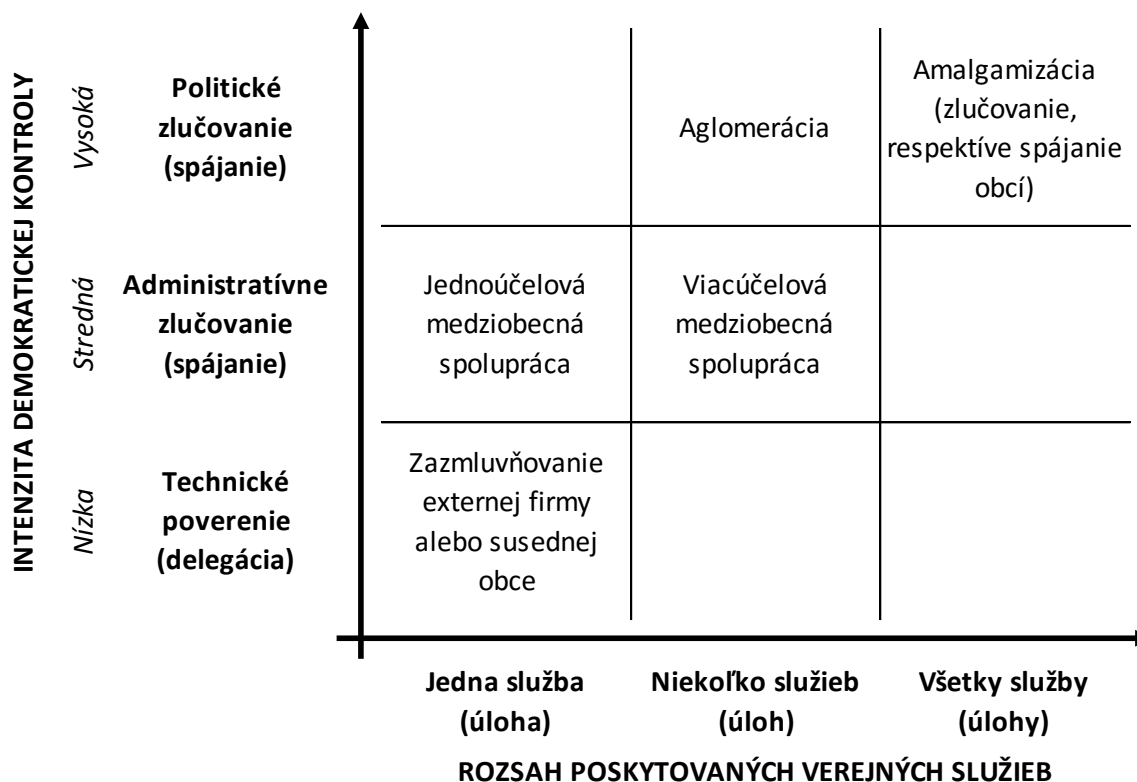 INTENZITA DEMOKRATICKEJ KONTROLY
Vysoká
Politické
zlučovanie
(spájanie)
Aglomerácia
Amalgamizácia
(zlučovanie,
respektíve spájanie
obcí)
Stredná
Administratívne
zlučovanie
(spájanie)
Jednoúčelová
medziobecná
spolupráca
Viacúčelová
medziobecná
spolupráca
Nízka
Technické
poverenie
(delegácia)
Zazmluvňovanie
externej firmy
alebo susednej
obce
Jedna služba
(úloha)
Niekoľko služieb
(úloh)
Všetky služby
(úlohy)
ROZSAH POSKYTOVANÝCH VEREJNÝCH SLUŽIEB